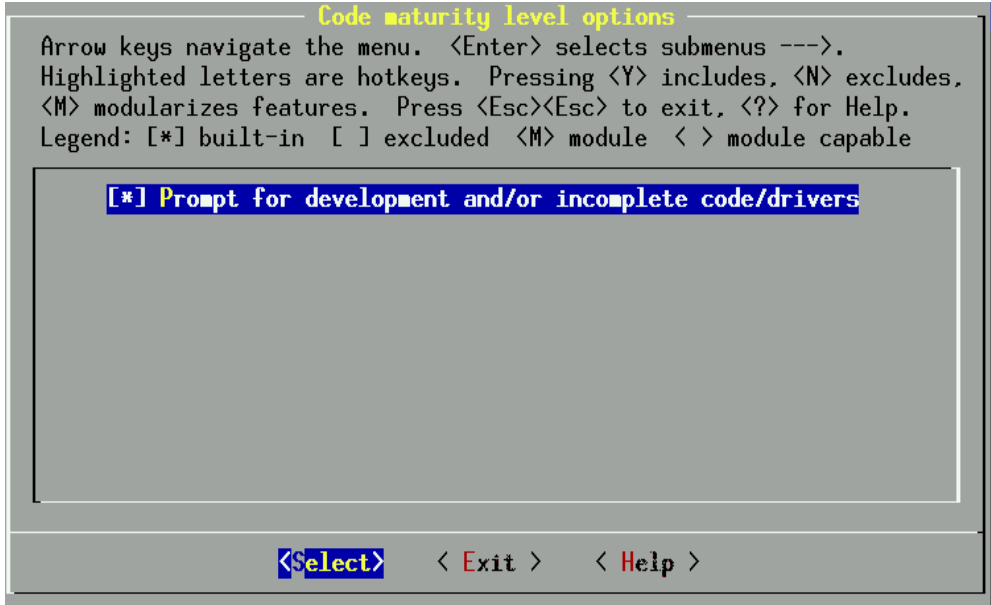 Code maturity level options
Arrow keys navigate the menu.  <Enter> selects submenus --->.
Highlighted letters are hotkeys.  Pressing <Y> includes, <N> excludes,
<M> modularizes features.  Press <Esc><Esc> to exit, <?> for Help.
Legend: [*] built-in  [ ] excluded  <M> module  < > module capable
[*] Prompt for development and/or incomplete code/drivers
<Select>    < Exit >    < Help >